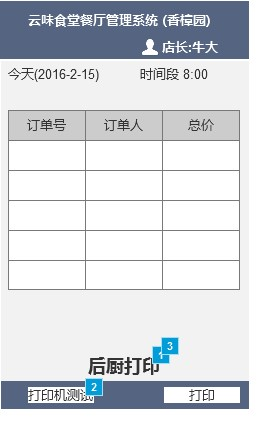 云味食堂餐厅管理系统 (香樟园)
店长:牛大
今天(2016-2-15) 时间段 8:00
订单号 订单人 总价
3
后厨打印 1
打印机测试 2 打印